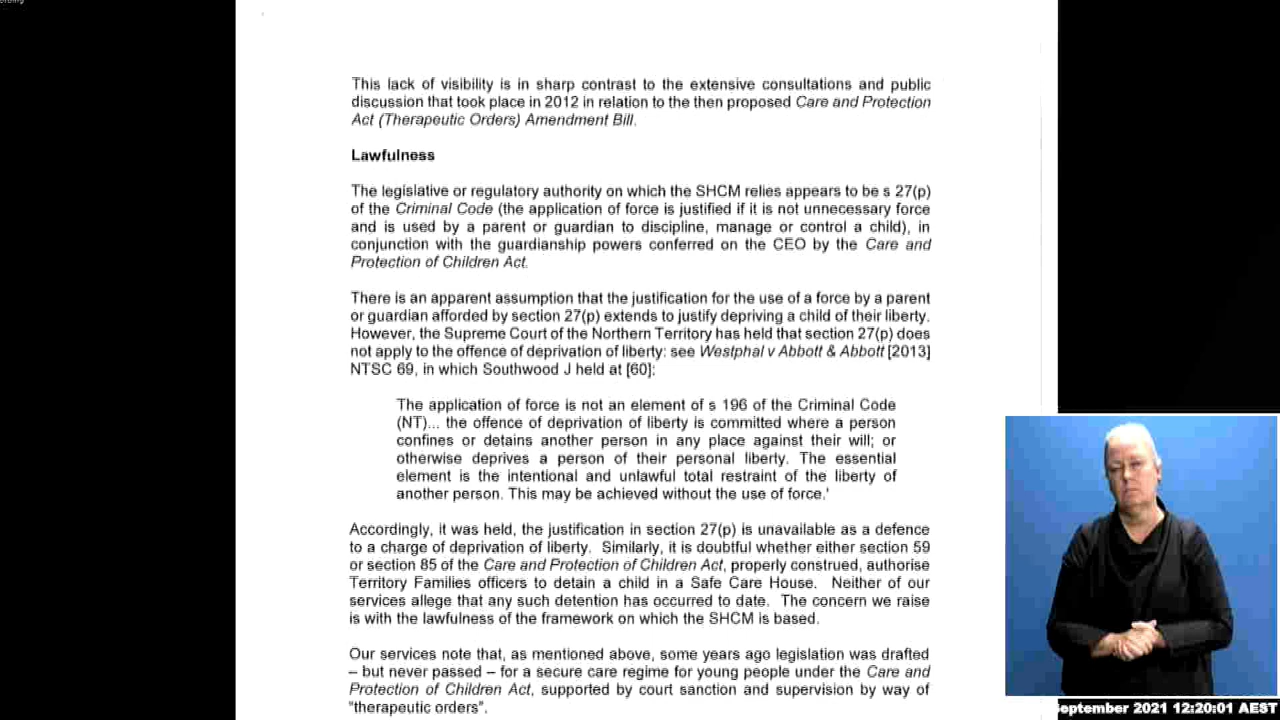 This lack of visibility is in sharp contrast to the extensive consultations and public
discussion that took place in 2012 in relation to the then proposed Care and Protection
Act (Therapeutic Orders) Amendment Bill.
Lawfulness
The legislative or regulatory authority on which the SHCM relies appears to be s 27(p)
of the Criminal Code (the application of force is justified if it is not unnecessary force
and is used by a parent or guardian to discipline, manage or control a child), in
conjunction with the guardianship powers conferred on the CEO by the Care and
Protection of Children Act.
There is an apparent assumption that the justification for the use of a force by a parent
or guardian afforded by section 27(p) extends to justify depriving a child of their liberty.
However, the Supreme Court of the Northern Territory has held that section 27(p) does
not apply to the offence of deprivation of liberty: see Westphal v Abbott & Abbott [2013]
NTSC 69, in which Southwood J held at [60]:
The application of force is not an element of s 196 of the Criminal Code
(NT)... the offence of deprivation of liberty is committed where a person
confines or detains another person in any place against their will; or
otherwise deprives a person of their personal liberty. The essential
element is the intentional and unlawful total restraint of the liberty of
another person. This may be achieved without the use of force.'
Accordingly, it was held, the justification in section 27(p) is unavailable as a defence
to a charge of deprivation of liberty. Similarly, it is doubtful whether either section 59
or section 85 of the Care and Protection of Children Act, properly construed, authorise
Territory Families officers to detain a child in a Safe Care House. Neither of our
services allege that any such detention has occurred to date. The concern we raise
is with the lawfulness of the framework on which the SHCM is based.
Our services note that, as mentioned above, some years ago legislation was drafted
– but never passed – for a secure care regime for young people under the Care and
Protection of Children Act, supported by court sanction and supervision by way of
"therapeutic orders".
September 2021 12:20:01 AEST